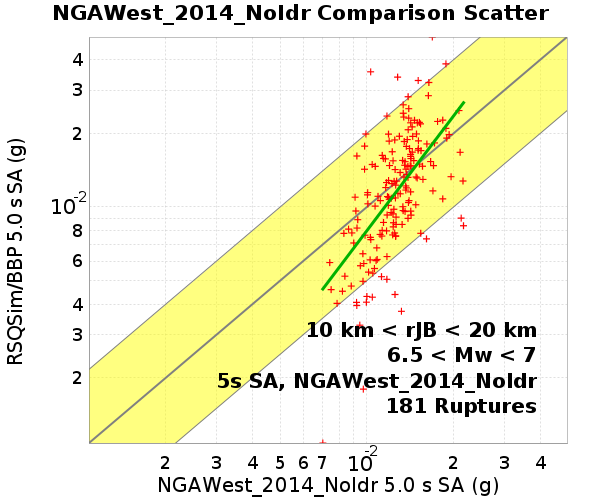 NGAWest_2014_NoIdr Comparison Scatter
RSQSim/BBP 5.0 s SA (g)
4
3
2
10-2
8
6
4
3
2
10 km < rJB < 20 km
6.5 < Mw < 7
5s SA, NGAWest_2014_NoIdr
181 Ruptures
2 3 4 5 6 7 10-2 2 3 4
NGAWest_2014_NoIdr 5.0 s SA (g)